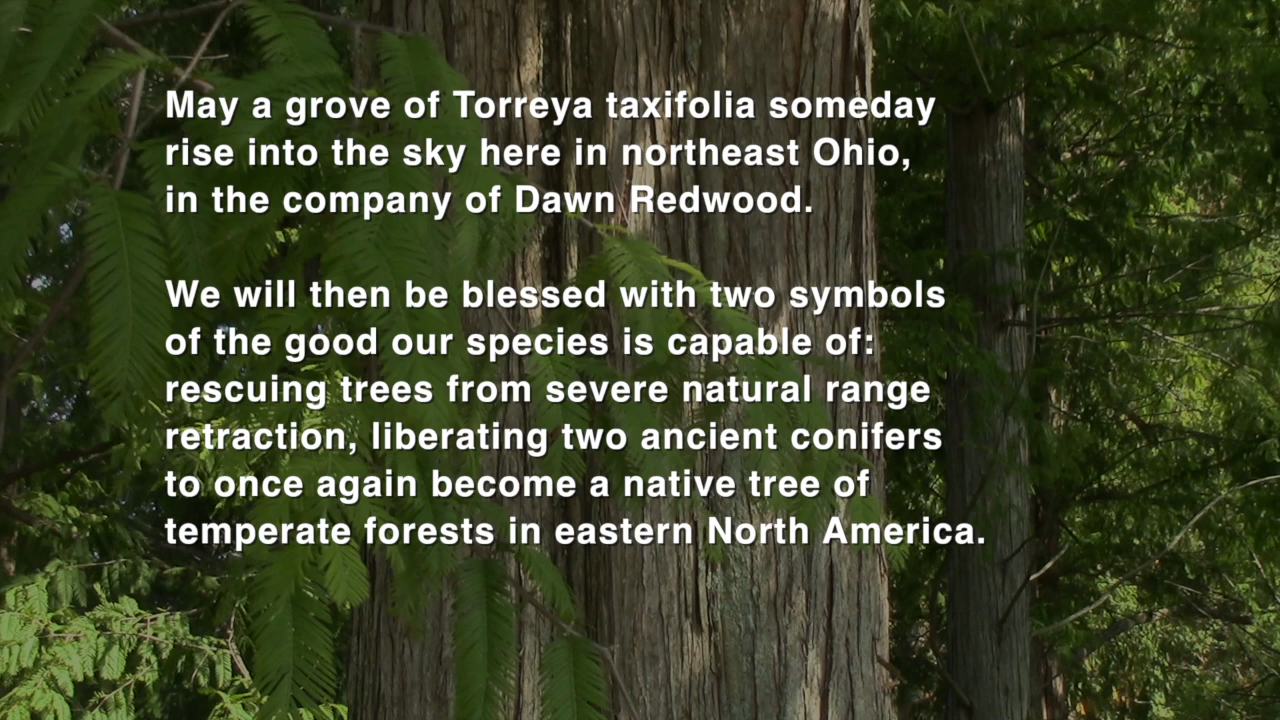 May a grove of Torreya taxifolia someday
rise into the sky here in northeast Ohio,
in the company of Dawn Redwood.
We will then be blessed with two symbols
of the good our species is capable of:
rescuing trees from severe natural range
retraction, liberating two ancient conifers
to once again become a native tree of
temperate forests in eastern North America.